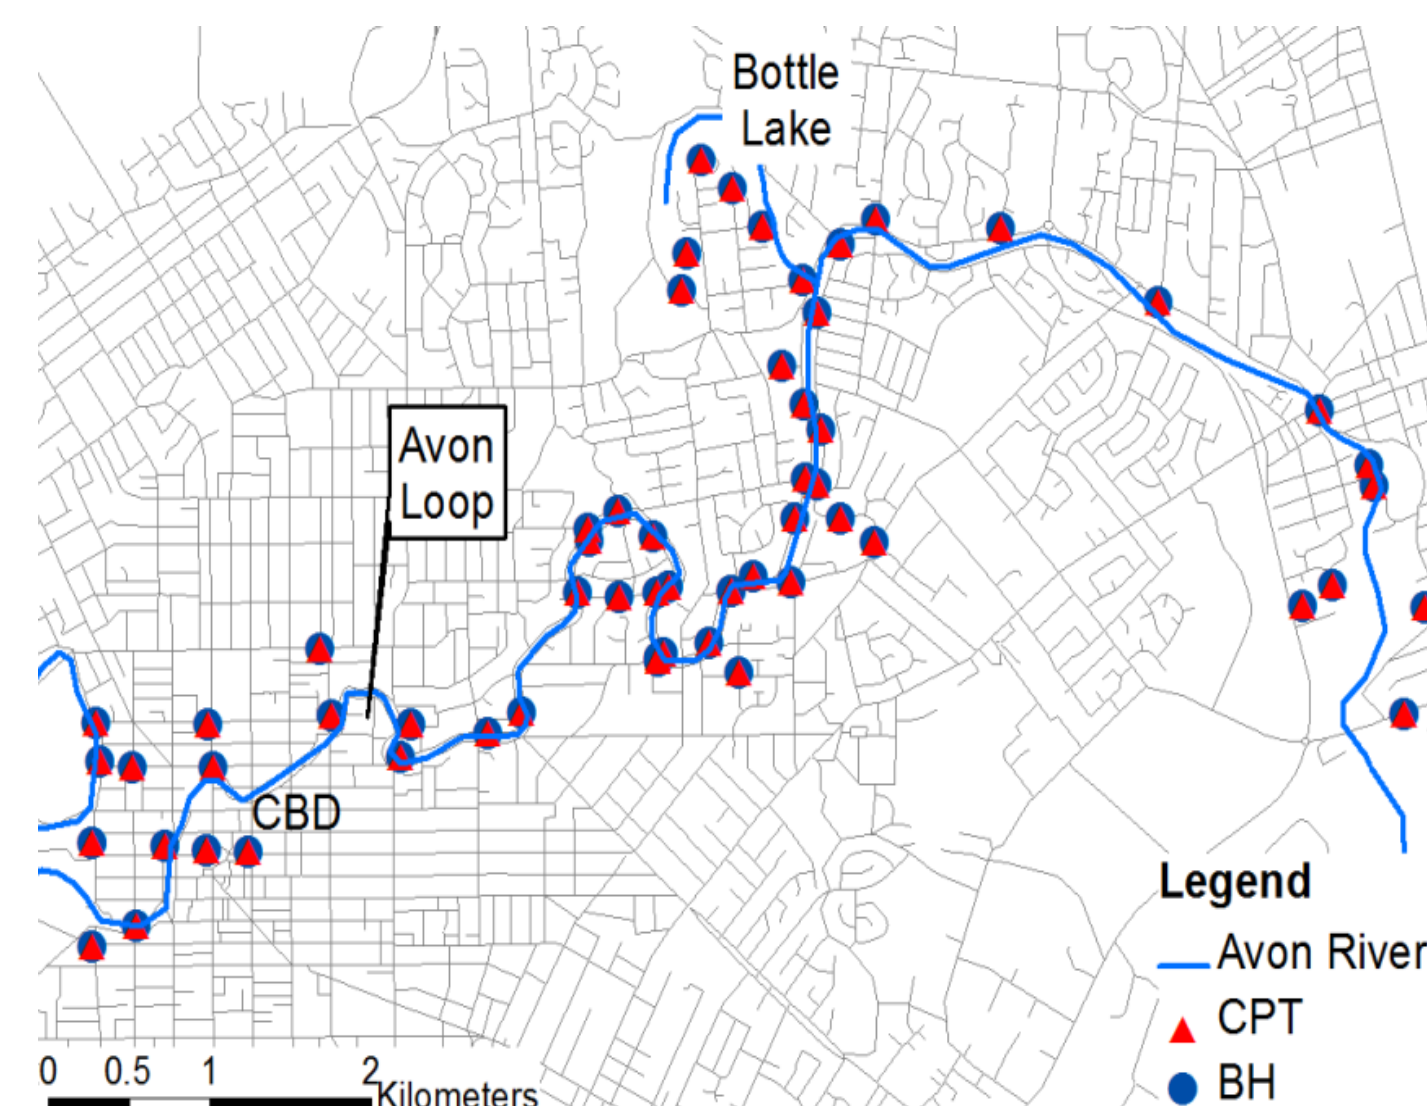 Bottle
Lake
Avon
Loop
CBD
Legend
Avon River
CPT
BH
0 0.5 1 2
Kilometers